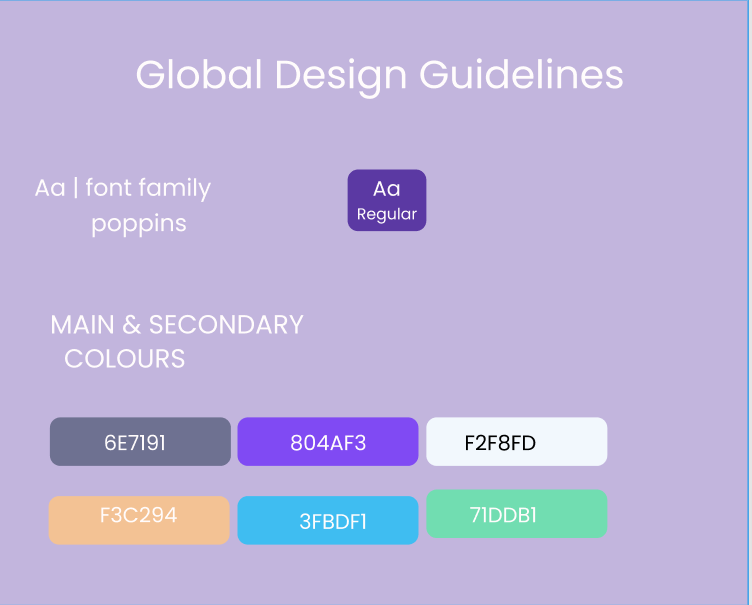 Global Design Guidelines
Aa | font family
poppins
Aa
Regular
MAIN & SECONDARY
COLOURS
6E7191
804AF3
F2F8FD
F3C294
3FBDF1
71DDB1